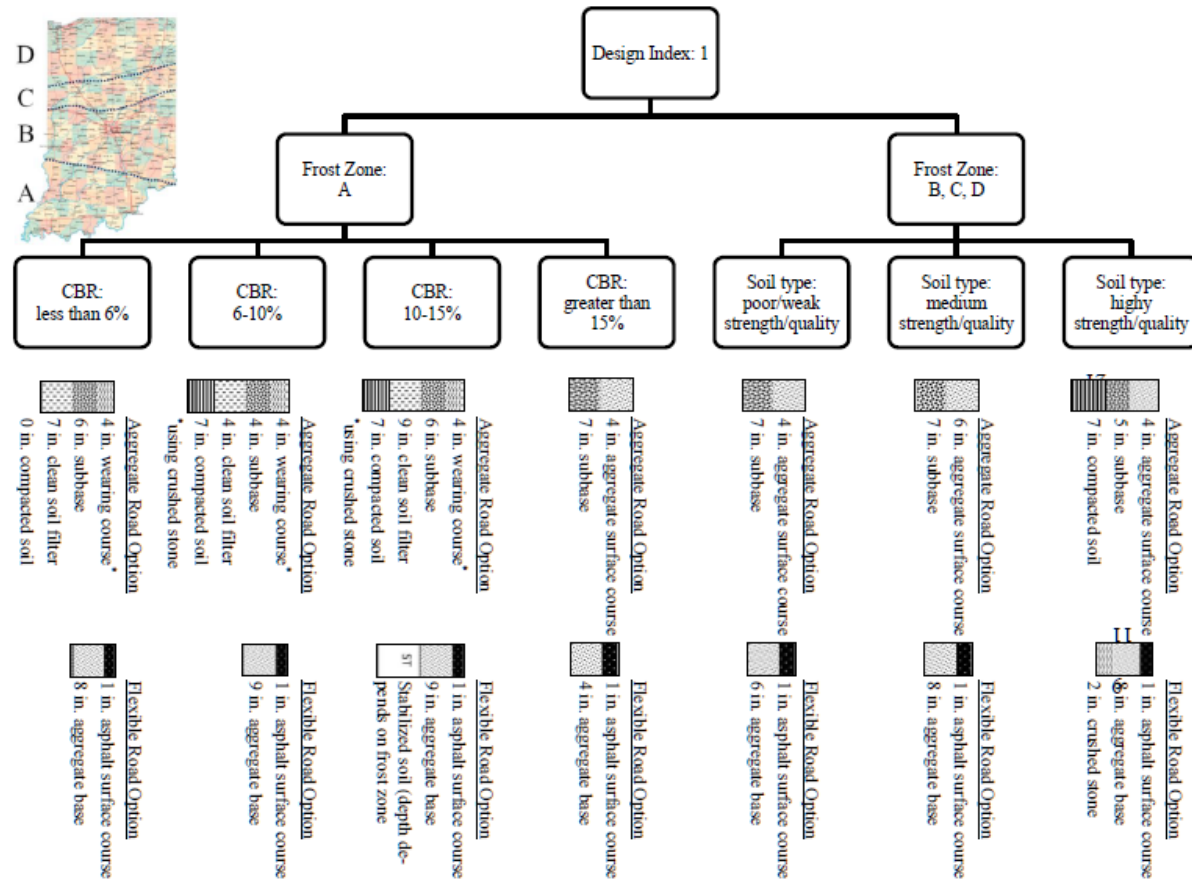 D
C
B
A
Design Index: 1
Frost Zone:
A
Frost Zone:
B, C, D
CBR:
less than 6%
CBR:
6-10%
CBR:
10-15%
CBR:
greater than
15%
Soil type:
poor/weak
strength/quality
Soil type:
medium
strength/quality
Soil type:
highy
strength/quality
Aggregate Road Option
4 in. wearing course*
6 in. subbase
7 in. clean soil filter
0 in. compacted soil
Aggregate Road Option
4 in. wearing course*
4 in. subbase
4 in. clean soil filter
7 in. compacted soil
*using crushed stone
Aggregate Road Option
4 in. wearing course*
6 in. subbase
9 in. clean soil filter
7 in. compacted soil
*using crushed stone
Aggregate Road Option
4 in. aggregate surface course
7 in. subbase
Aggregate Road Option
4 in. aggregate surface course
7 in. subbase
Aggregate Road Option
6 in. aggregate surface course
7 in. subbase
Aggregate Road Option
4 in. aggregate surface course
5 in. subbase
7 in. compacted soil
Flexible Road Option
1 in. asphalt surface course
8 in. aggregate base
Flexible Road Option
1 in. asphalt surface course
9 in. aggregate base
ST
Flexible Road Option
1 in. asphalt surface course
9 in. aggregate base
Stabilized soil (depth de-
pends on frost zone
Flexible Road Option
1 in. asphalt surface course
4 in. aggregate base
Flexible Road Option
1 in. asphalt surface course
6 in. aggregate base
Flexible Road Option
1 in. asphalt surface course
8 in. aggregate base
Flexible Road Option
1 in. asphalt surface course
8 in. aggregate base
2 in. crushed stone